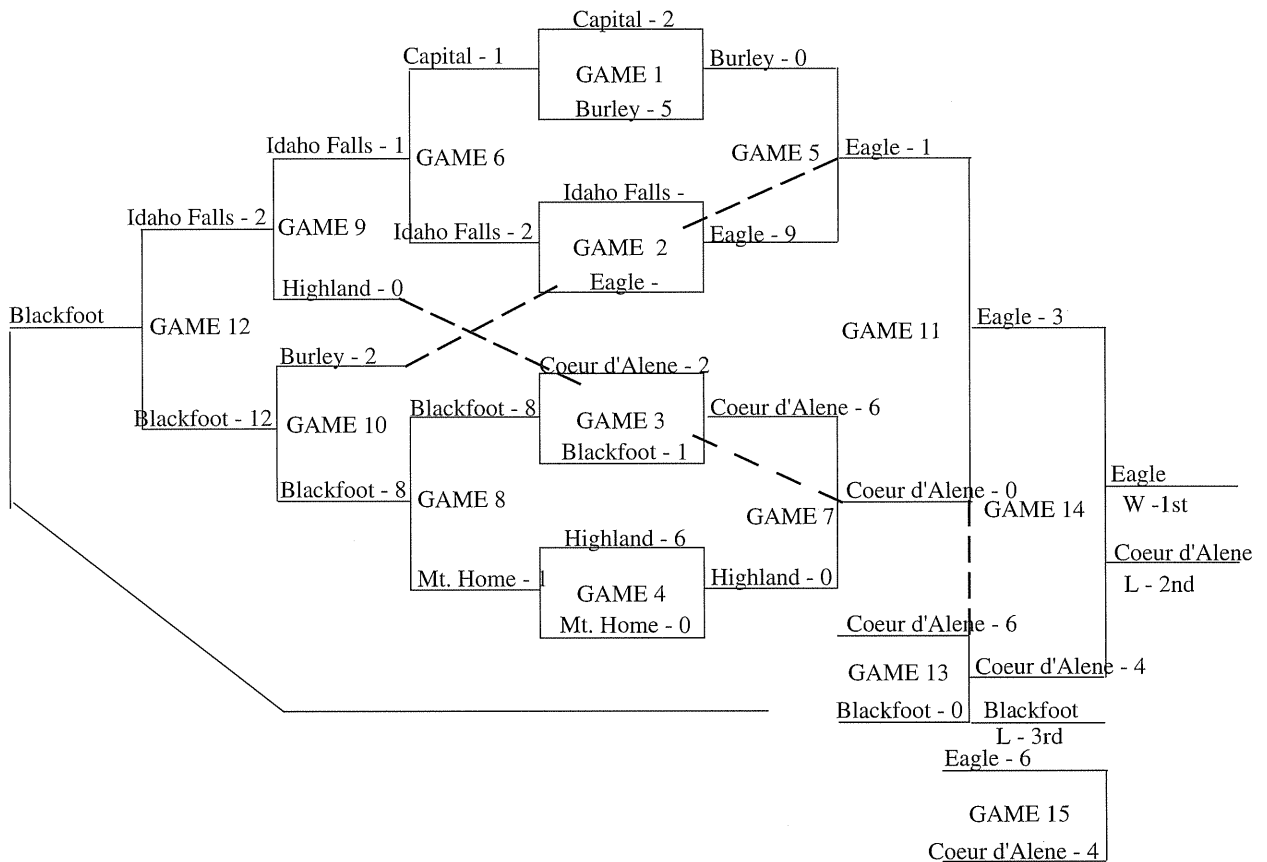 Capital - 2
Capital - 1
Burley - 0
GAME 1
Burley - 5
Idaho Falls - 1
GAME 6
GAME 5
Eagle - 1
Idaho Falls -
Idaho Falls - 2
GAME 9
Idaho Falls - 2
GAME 2
Eagle - 9
Eagle -
Highland - 0
Blackfoot
GAME 12
GAME 11
Eagle - 3
Burley - 2
Coeur d'Alene - 2
Blackfoot - 12
GAME 10
Blackfoot - 8
GAME 3
Coeur d'Alene - 6
Blackfoot - 1
Eagle
W -1st
Blackfoot - 8
GAME 8
GAME 7
Coeur d'Alene - 0
GAME 14
Highland - 6
Coeur d'Alene
L - 2nd
Mt. Home - 1
GAME 4
Highland - 0
Mt. Home - 0
Coeur d'Alene - 6
GAME 13
Coeur d'Alene - 4
Blackfoot - 0
Blackfoot
L - 3rd
Eagle - 6
GAME 15
Coeur d'Alene - 4